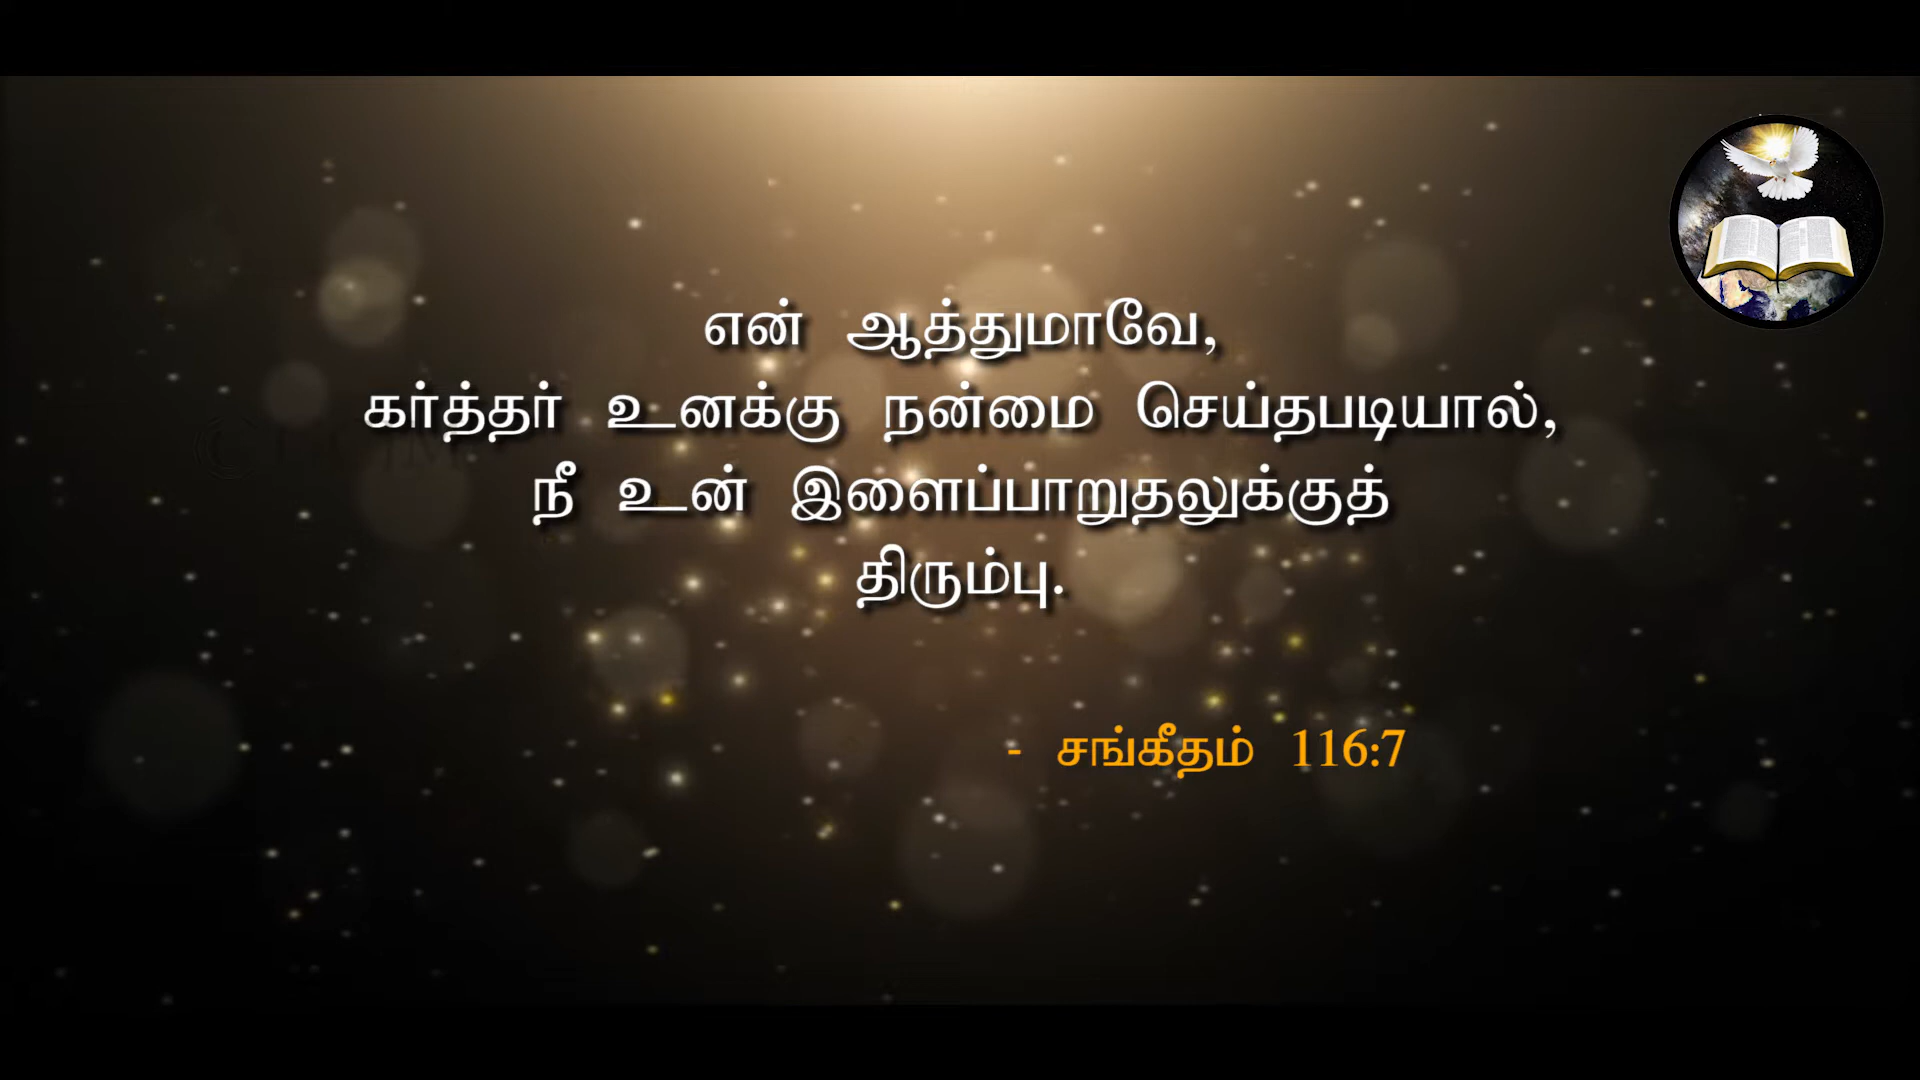 என் ஆத்துமாவே,
கர்த்தர் உனக்கு நன்மை செய்தபடியால்,
நீ உன் இளைப்பாறுதலுக்குத்
திரும்பு.
- சங்கீதம் 116:7